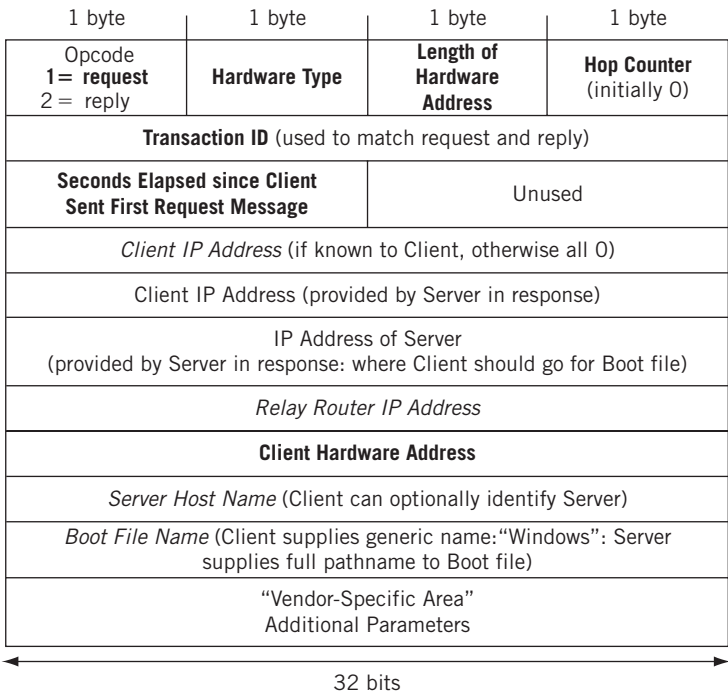 1 byte 1 byte 1 byte 1 byte
Opcode
1= request
2 = reply
Hardware Type
Length of
Hardware
Address
Hop Counter
(initially 0)
Transaction ID (used to match request and reply)
Seconds Elapsed since Client
Sent First Request Message
Unused
Client IP Address (if known to Client, otherwise all 0)
Client IP Address (provided by Server in response)
IP Address of Server
(provided by Server in response: where Client should go for Boot file)
Relay Router IP Address
Client Hardware Address
Server Host Name (Client can optionally identify Server)
Boot File Name (Client supplies generic name:“Windows”: Server
supplies full pathname to Boot file)
“Vendor-Specific Area”
Additional Parameters
32 bits